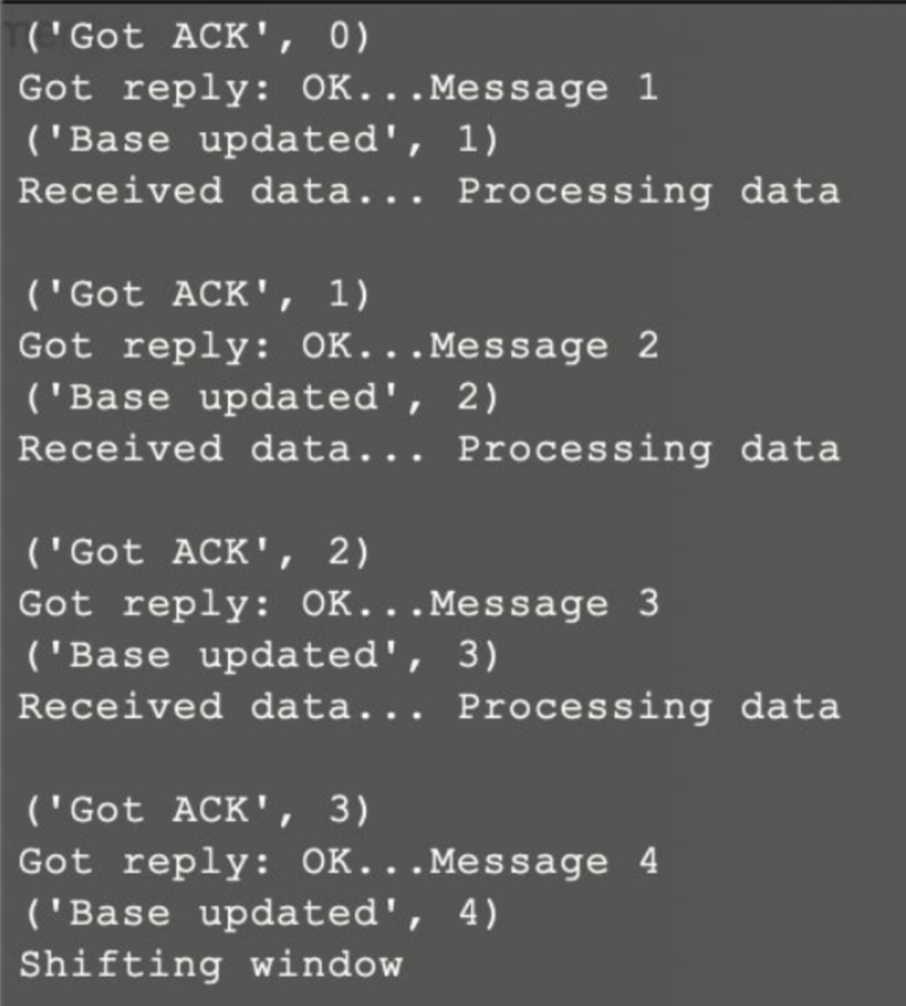 ('Got ACK', 0)
Got reply: OK...Message 1
('Base updated', 1)
Received data... Processing data
('Got ACK', 1)
Got reply: OK...Message 2
('Base updated', 2)
Received data... Processing data
('Got ACK', 2)
Got reply: OK...Message 3
('Base updated', 3)
Received data... Processing data
('Got ACK', 3)
Got reply: OK...Message 4
('Base updated', 4)
Shifting window